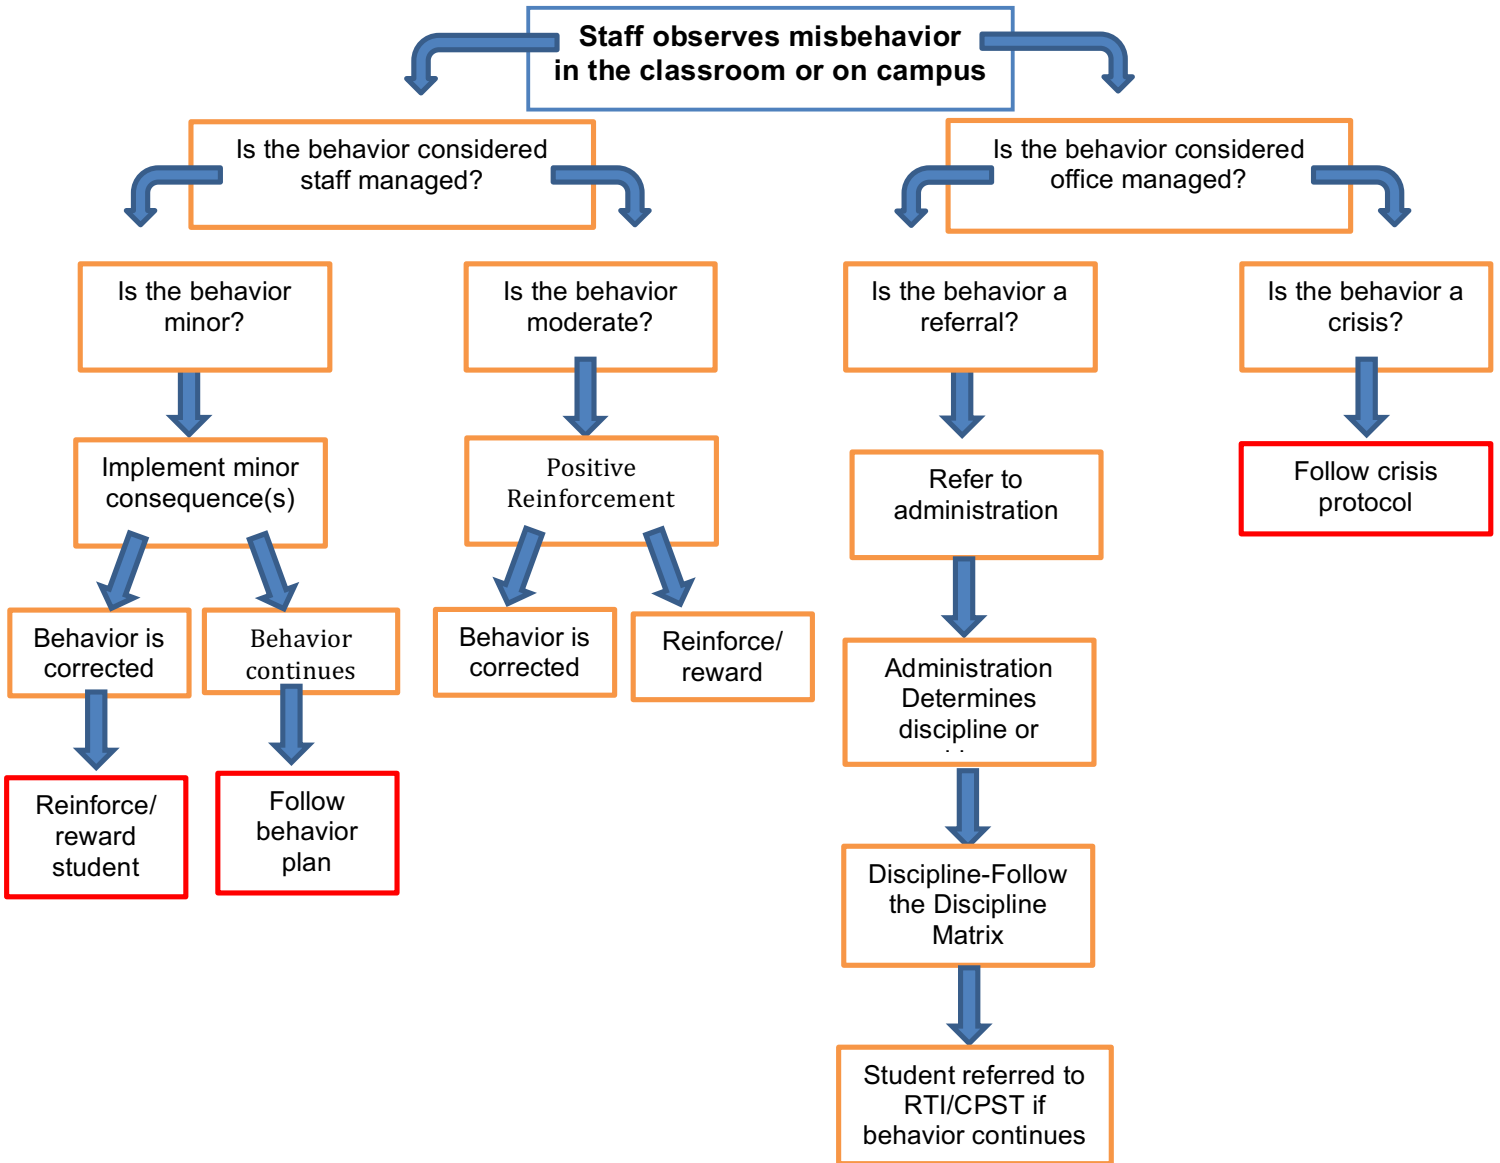 Staff observes misbehavior
in the classroom or on campus
Is the behavior considered
staff managed?
Is the behavior considered
office managed?
Is the behavior
minor?
Is the behavior
moderate?
Is the behavior a
referral?
Is the behavior a
crisis?
Implement minor
consequence(s)
Positive
Reinforcement
Refer to
administration
Follow crisis
protocol
Behavior is
corrected
Behavior
continues
Behavior is
corrected
Reinforce/
reward
Administration
Determines
discipline or
Reinforce/
reward
student
Follow
behavior
plan
Discipline-Follow
the Discipline
Matrix
Student referred to
RTI/CPST if
behavior continues